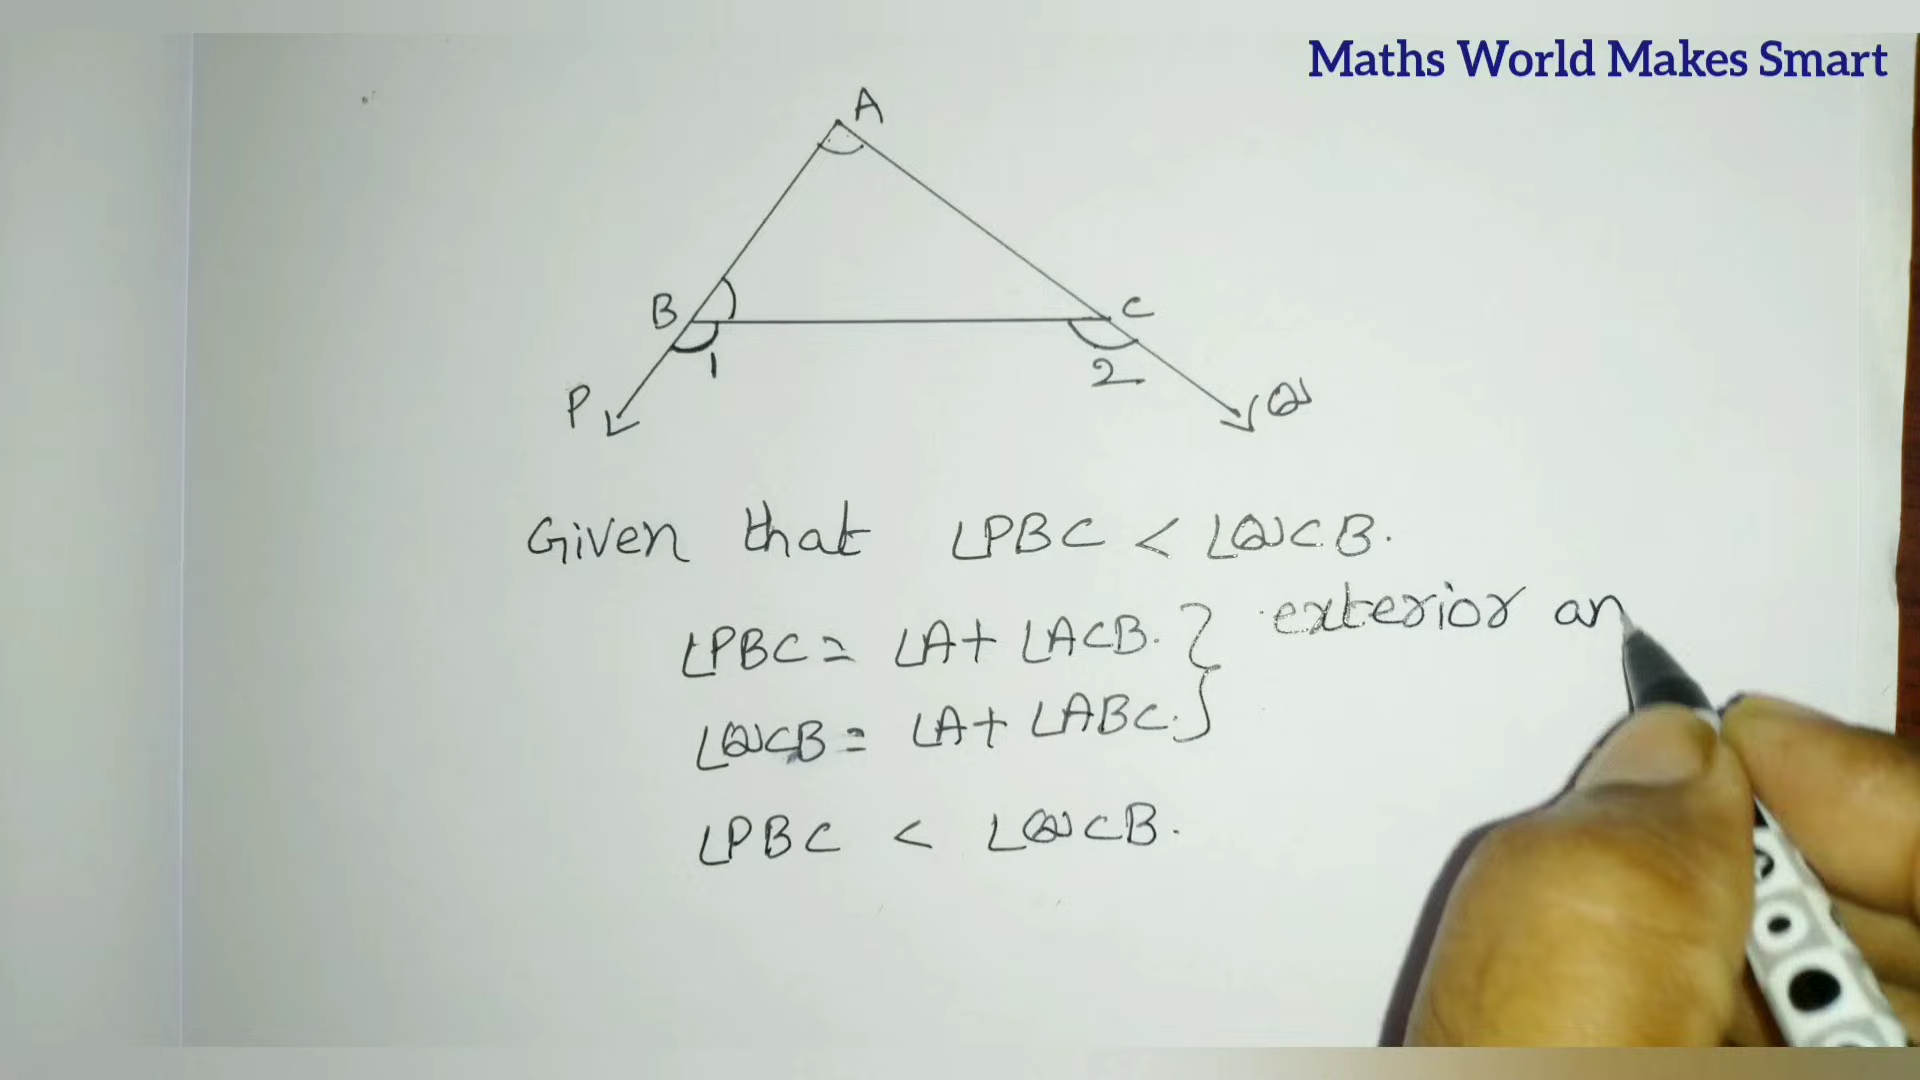 Maths World Makes Smart
A
B
C
1
2
P
Q
Given that ∠PBC < ∠QCB.
∠PBC = ∠A + ∠ACB. } exterior an
∠QCB = ∠A + ∠ABC.
∠PBC < ∠QCB.